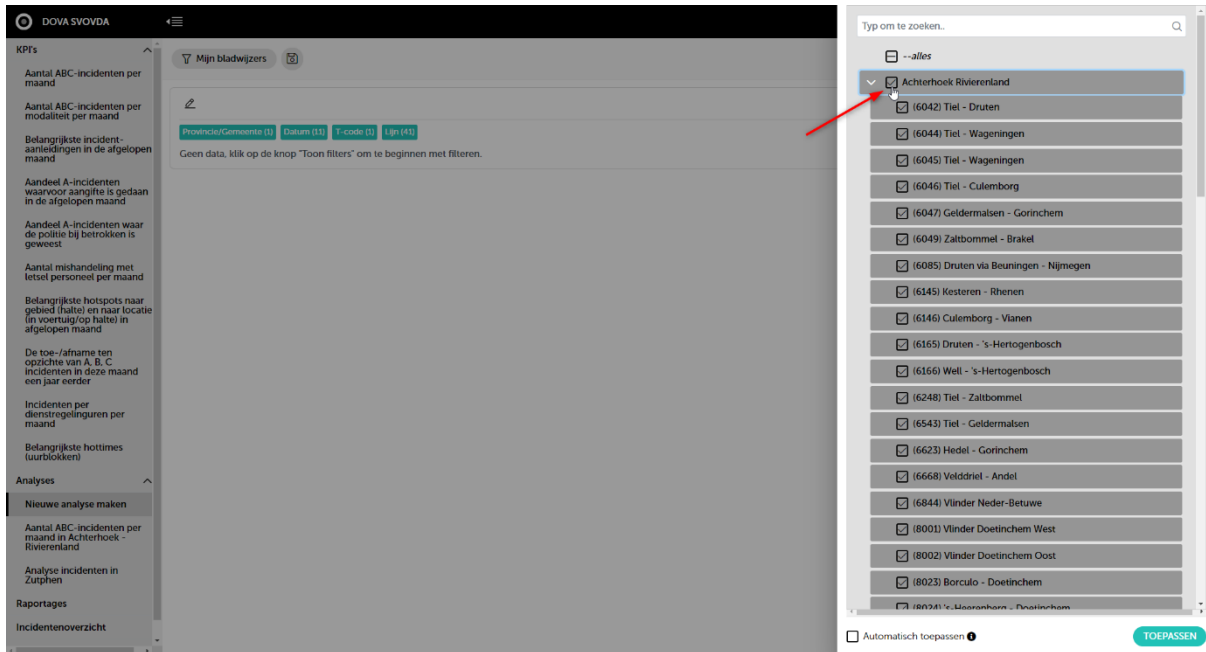 DOVA SVOVDA
KPI's
Aantal ABC-incidenten per
maand
Aantal ABC-incidenten per
modaliteit per maand
Belangrijkste incident-
aanleidingen in de afgelopen
maand
Aandeel A-incidenten
waarvoor aangifte is gedaan
in de afgelopen maand
Aandeel A-incidenten waar
de politie bij betrokken is
geweest
Aantal mishandeling met
letsel personeel per maand
Belangrijkste hotspots naar
gebied (halte) en naar locatie
(in voertuig/op halte) in
afgelopen maand
De toe-/afname ten
opzichte van A, B, C
incidenten in deze maand
een jaar eerder
Incidenten per
dienstregelinguren per
maand
Belangrijkste hottimes
(uurblokken)
Analyses
Nieuwe analyse maken
Aantal ABC-incidenten per
maand in Achterhoek -
Rivierenland
Analyse incidenten in
Zutphen
Raportages
Incidentenoverzicht
Mijn bladwijzers
Provincie/Gemeente (1) Datum (11) T-code (1) Lijn (41)
Geen data, klik op de knop "Toon filters" om te beginnen met filteren.
Typ om te zoeken..
--alles
Achterhoek Rivierenland
(6042) Tiel - Druten
(6044) Tiel - Wageningen
(6045) Tiel - Wageningen
(6046) Tiel - Culemborg
(6047) Geldermalsen - Gorinchem
(6049) Zaltbommel - Brakel
(6085) Druten via Beuningen - Nijmegen
(6145) Kesteren - Rhenen
(6146) Culemborg - Vianen
(6165) Druten - 's-Hertogenbosch
(6166) Well - 's-Hertogenbosch
(6248) Tiel - Zaltbommel
(6543) Tiel - Geldermalsen
(6623) Hedel - Gorinchem
(6668) Velddriel - Andel
(6844) Vlinder Neder-Betuwe
(8001) Vlinder Doetinchem West
(8002) Vlinder Doetinchem Oost
(8023) Borculo - Doetinchem
(8024) 's-Heerenberg - Doetinchem
Automatisch toepassen
TOEPASSEN